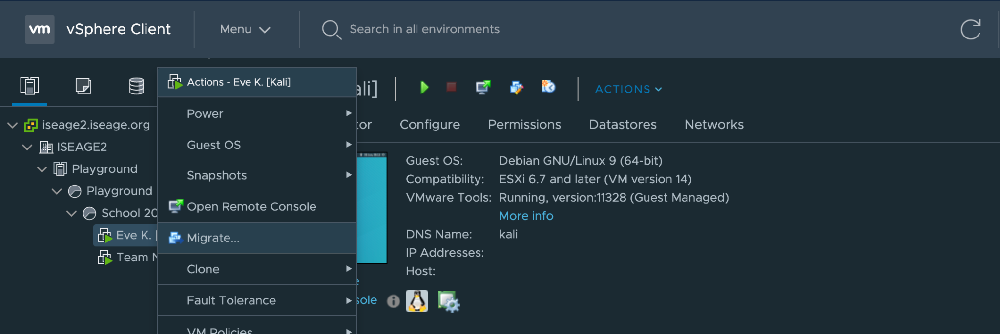 vm vSphere Client Menu Search in all environments
Actions - Eve K. [Kali]
ali] ACTIONS
Power
Guest OS
Snapshots
Open Remote Console
Migrate...
Clone
Fault Tolerance
VM Policies
iseage2.iseage.org
ISEAGE2
Playground
Playground
School 20
Eve K. [
Team N
tor Configure Permissions Datastores Networks
Guest OS: Debian GNU/Linux 9 (64-bit)
Compatibility: ESXi 6.7 and later (VM version 14)
VMware Tools: Running, version:11328 (Guest Managed)
More info
DNS Name: kali
IP Addresses:
Host:
e
sole